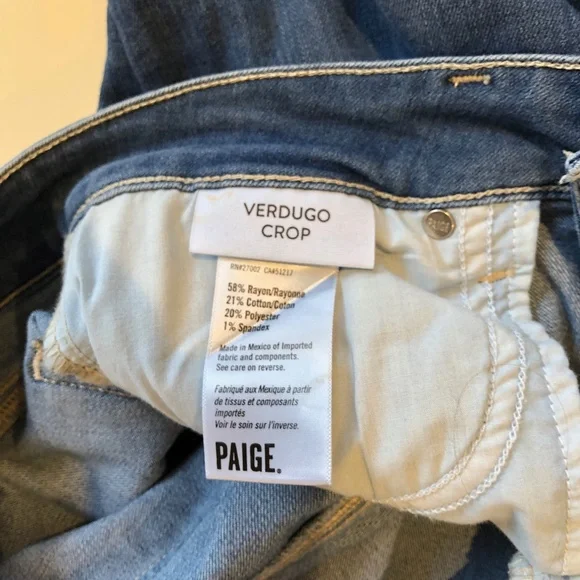 VERDUGO
CROP
PAIGE
RN#27002 CA#51212
58% Rayon/Rayonne
21% Cotton/Coton
20% Polyester
1% Spandex
Made in Mexico of Imported
fabric and components.
See care on reverse.
Fabriqué aux Mexique à partir
de tissus et composants
importés
Voir le soin sur l'inverse.
PAIGE.